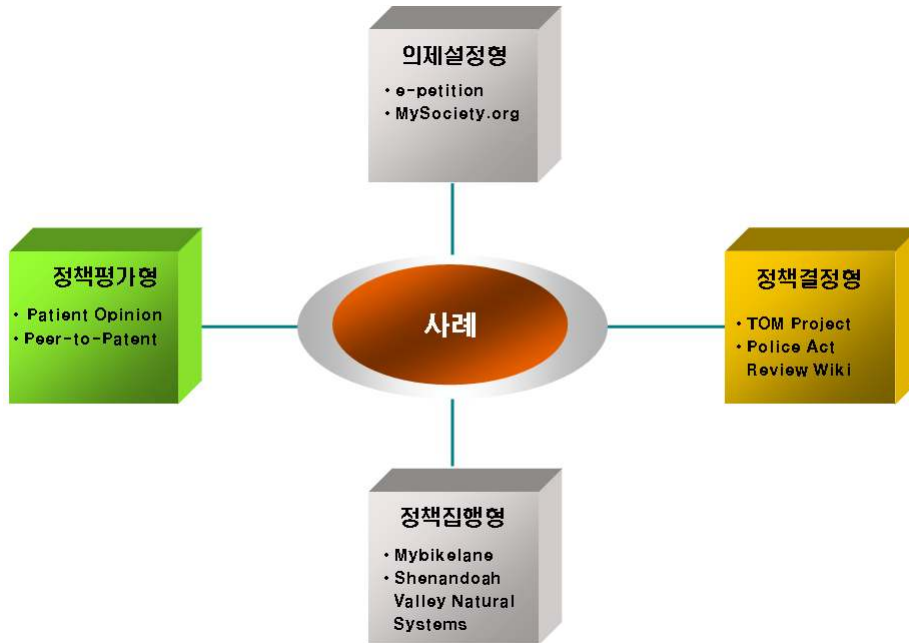 의제설정형
• e-petition
• MySociety.org
정책평가형
• Patient Opinion
• Peer-to-Patent
사례
정책결정형
• TOM Project
• Police Act
Review Wiki
정책집행형
• Mybikelane
• Shenandoah
Valley Natural
Systems